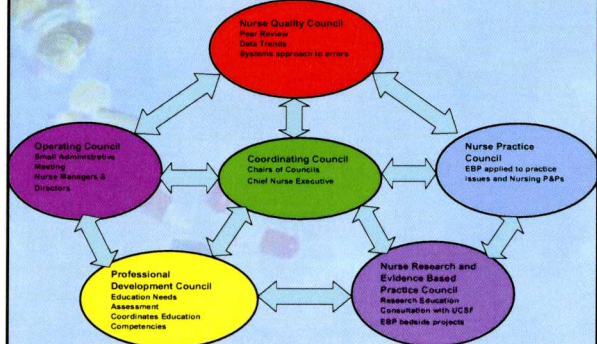 Nurse Quality Council
Peer Review
Data Trends
Systems approach to errors
Operating Council
Small Administrative
Meeting
Nurse Managers &
Directors
Coordinating Council
Chairs of Councils
Chief Nurse Executive
Nurse Practice
Council
EBP applied to practice
issues and Nursing P&Ps
Professional
Development Council
Education Needs
Assessment
Coordinates Education
Competencies
Nurse Research and
Evidence Based
Practice Council
Research Education
Consultation with UCSF
EBP bedside projects